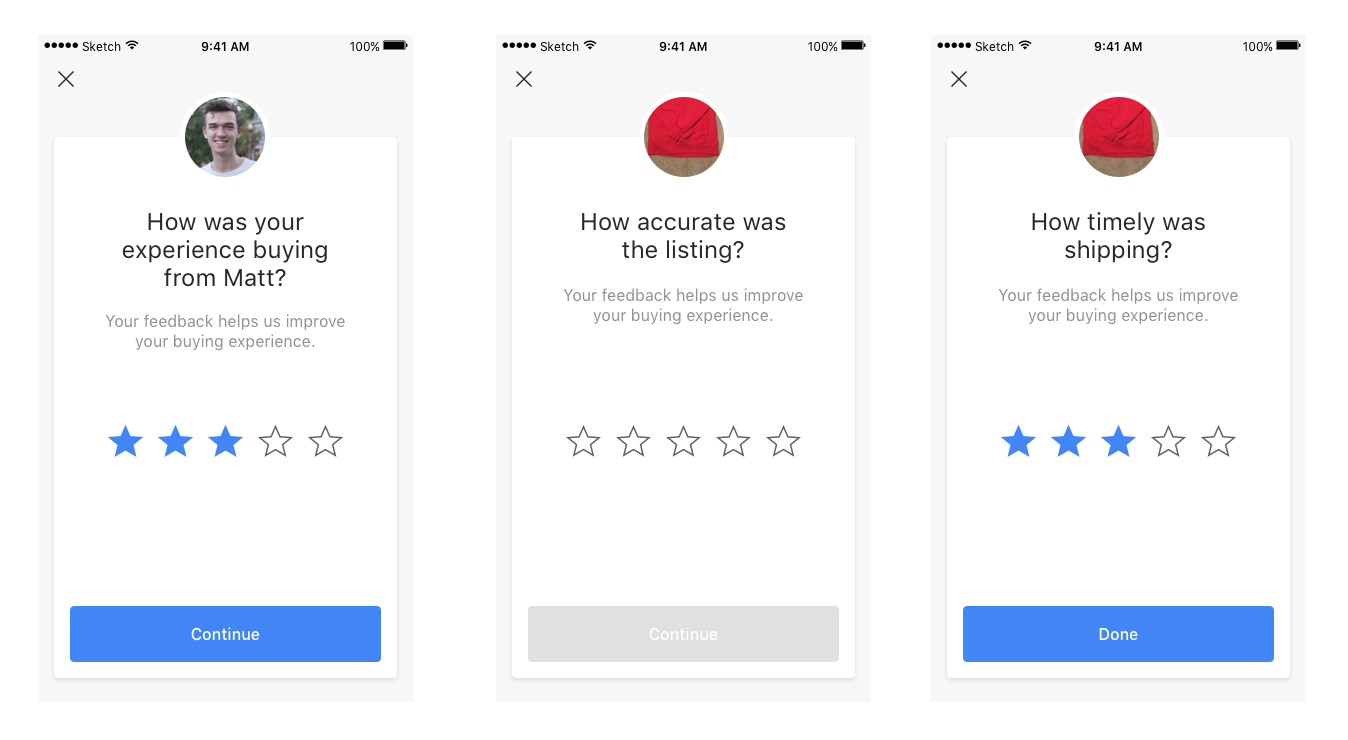 Sketch 9:41 AM 100%
How was your
experience buying
from Matt?
Your feedback helps us improve
your buying experience.
Continue
Sketch 9:41 AM 100%
How accurate was
the listing?
Your feedback helps us improve
your buying experience.
Continue
Sketch 9:41 AM 100%
How timely was
shipping?
Your feedback helps us improve
your buying experience.
Done